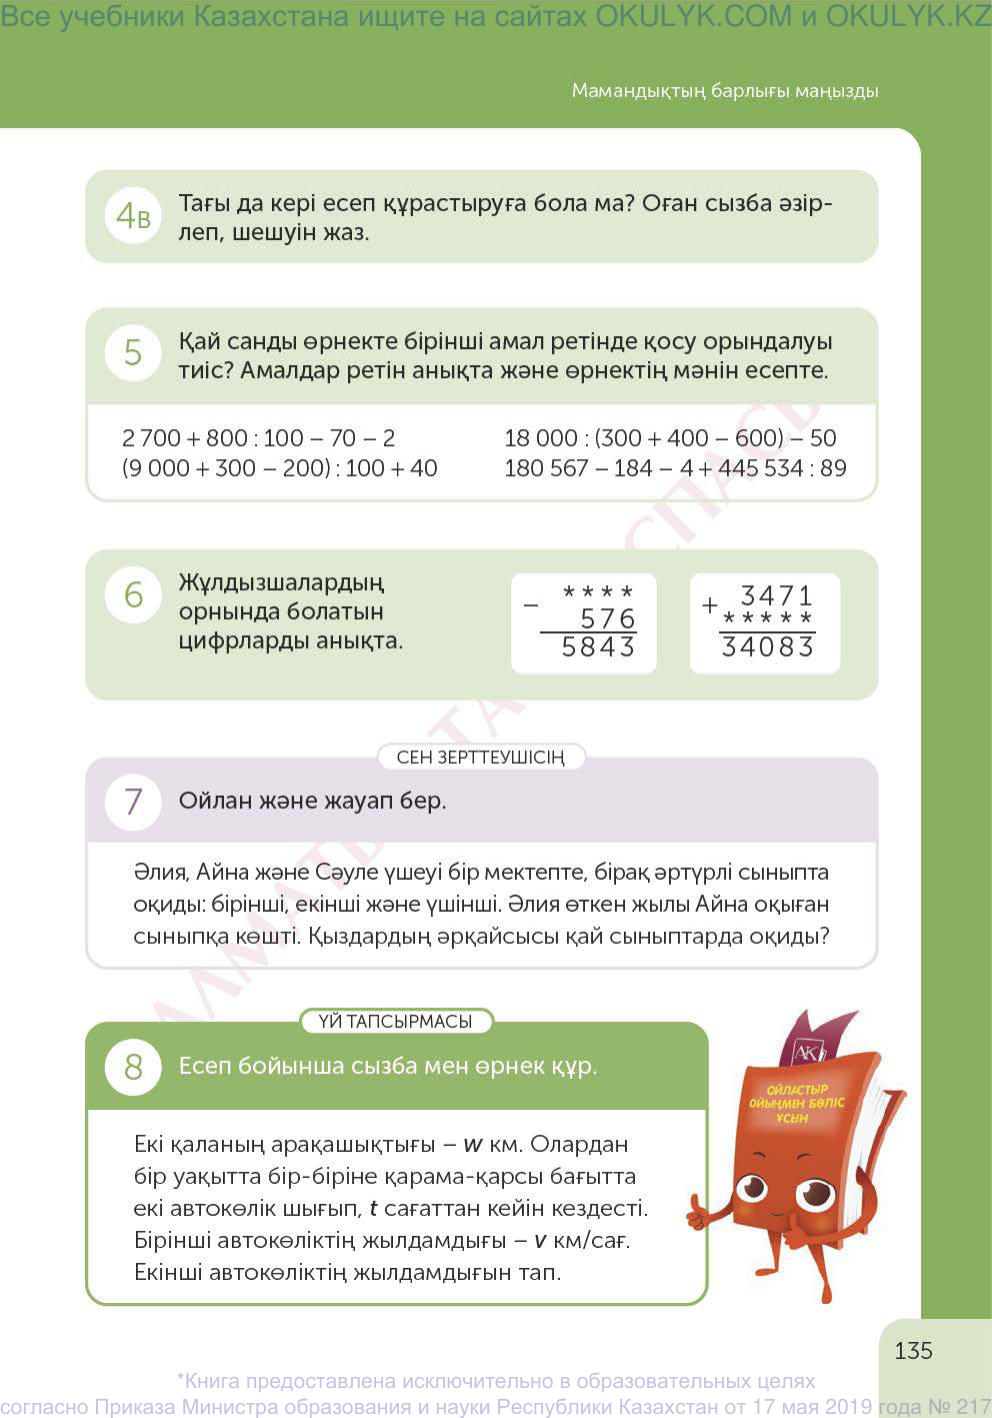 Все учебники Казахстана ищите на сайтах OKULYK.COM и OKULYK.KZ
Мамандықтың барлығы маңызды
4в
Тағы да кері есеп құрастыруға бола ма? Оған сызба әзір-
леп, шешуін жаз.
5
Қай санды өрнекте бірінші амал ретінде қосу орындалуы
тиіс? Амалдар ретін анықта және өрнектің мәнін есепте.
2 700 + 800 : 100 – 70 – 2
18 000 : (300 + 400 – 600) – 50
(9 000 + 300 – 200) : 100 + 40
180 567 – 184 – 4 + 445 534 : 89
6
Жұлдызшалардың
орнында болатын
цифрларды анықта.
– * * * *
576
5843
+ 3471
* * * * *
34083
СЕН ЗЕРТТЕУШІСІҢ
7
Ойлан және жауап бер.
Әлия, Айна және Сәуле үшеуі бір мектепте, бірақ әртүрлі сыныпта
оқиды: бірінші, екінші және үшінші. Әлия өткен жылы Айна оқыған
сыныпқа көшті. Қыздардың әрқайсысы қай сыныптарда оқиды?
ҮЙ ТАПСЫРМАСЫ
8
Есеп бойынша сызба мен өрнек құр.
Екі қаланың арақашықтығы – w км. Олардан
бір уақытта бір-біріне қарама-қарсы бағытта
екі автокөлік шығып, t сағаттан кейін кездесті.
Бірінші автокөліктің жылдамдығы – v км/сағ.
Екінші автокөліктің жылдамдығын тап.
АК
ОЙЛАСТЫР
ОЙЫҢМЕН БӨЛІС
ҰСЫН
135
*Книга предоставлена исключительно в образовательных целях
согласно Приказа Министра образования и науки Республики Казахстан от 17 мая 2019 года № 217